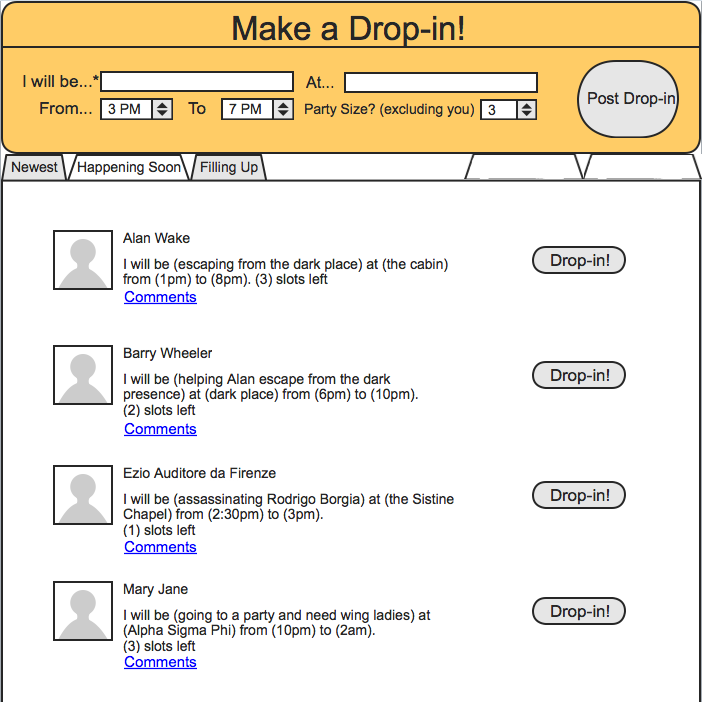 Make a Drop-in!
I will be...* At...
From... 3 PM To 7 PM Party Size? (excluding you) 3
Post Drop-in
Newest Happening Soon Filling Up
Alan Wake
I will be (escaping from the dark place) at (the cabin)
from (1pm) to (8pm). (3) slots left
Comments
Drop-in!
Barry Wheeler
I will be (helping Alan escape from the dark
presence) at (dark place) from (6pm) to (10pm).
(2) slots left
Comments
Drop-in!
Ezio Auditore da Firenze
I will be (assassinating Rodrigo Borgia) at (the Sistine
Chapel) from (2:30pm) to (3pm).
(1) slots left
Comments
Drop-in!
Mary Jane
I will be (going to a party and need wing ladies) at
(Alpha Sigma Phi) from (10pm) to (2am).
(3) slots left
Comments
Drop-in!